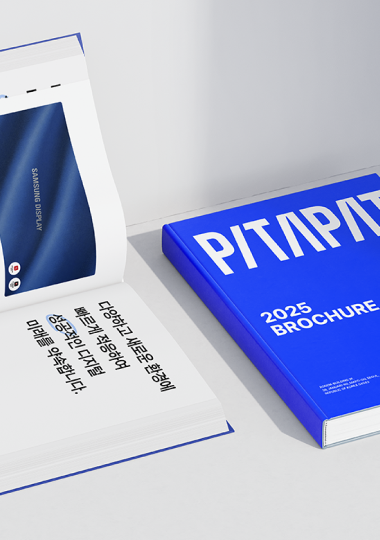 SAMSUNG DISPLAY
다양하고 새로운 환경에
빠르게 적응하여
성공적인 디지털
미래를 약속합니다.
PITAPAT
2025
BROCHURE